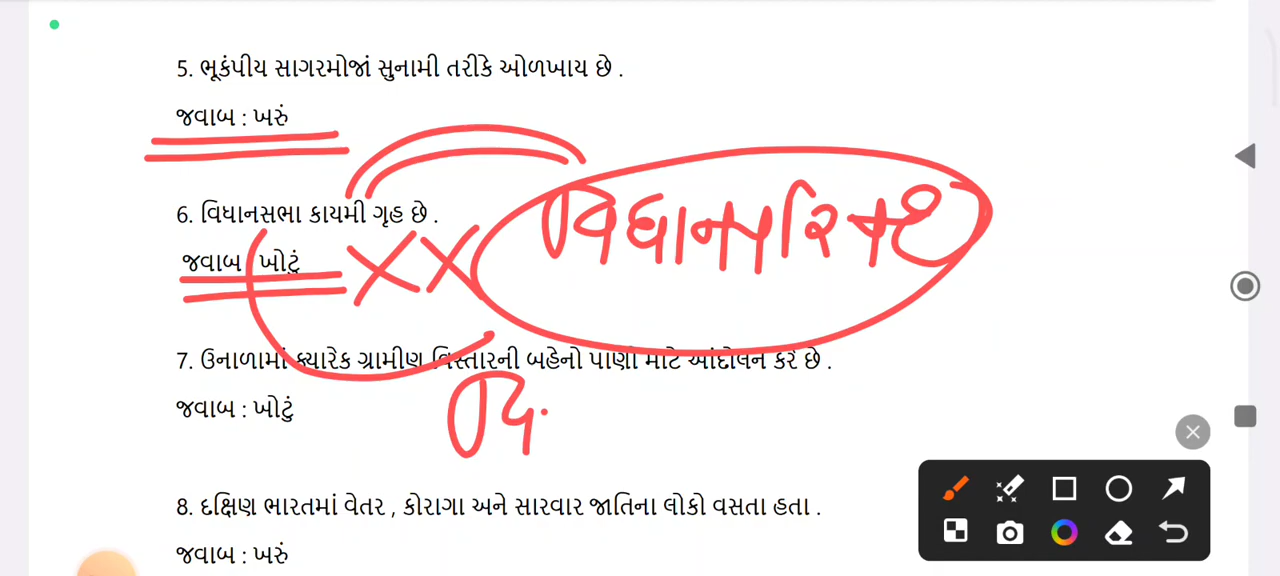 5. ભૂકંપીય સાગરમોજાં સુનામી તરીકે ઓળખાય છે .
જવાબ : ખરું
6. વિધાનસભા કાયમી ગૃહ છે .
વિધાનપરિષદ
જવાબ : ખોટું
7. ઉનાળામાં ક્યારેક ગ્રામીણ વિસ્તારની બહેનો પાણી માટે આંદોલન કરે છે .
જવાબ : ખોટું
8. દક્ષિણ ભારતમાં વેતર , કોરાગા અને સારવાર જાતિના લોકો વસતા હતા .
જવાબ : ખરું